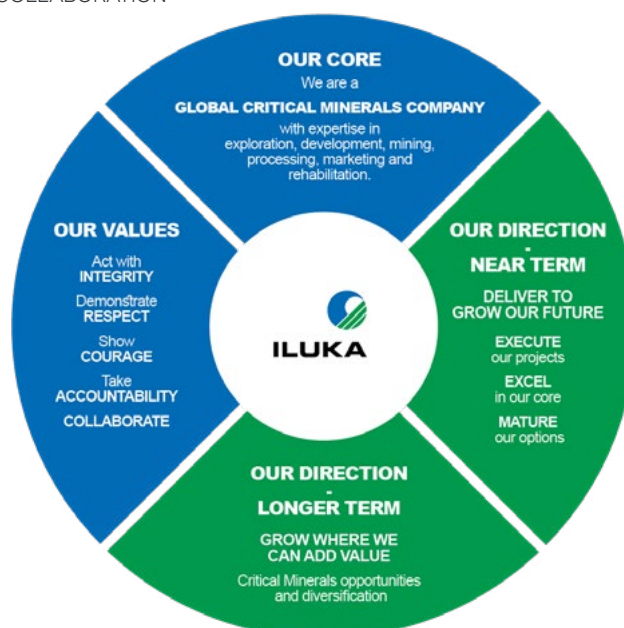 COLLABORATION
OUR CORE
We are a
GLOBAL CRITICAL MINERALS COMPANY
with expertise in
exploration, development, mining,
processing, marketing and
rehabilitation.
OUR VALUES
Act with
INTEGRITY
Demonstrate
RESPECT
Show
COURAGE
Take
ACCOUNTABILITY
COLLABORATE
ILUKA
OUR DIRECTION
-
NEAR TERM
DELIVER TO
GROW OUR FUTURE
EXECUTE
our projects
EXCEL
in our core
MATURE
our options
OUR DIRECTION
-
LONGER TERM
GROW WHERE WE
CAN ADD VALUE
Critical Minerals opportunities
and diversification